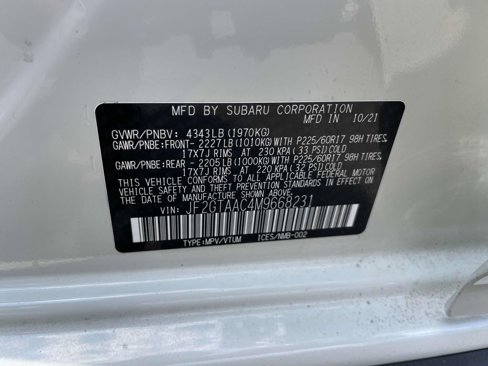 MFD BY SUBARU CORPORATION
MFD IN 10/21
GVWR/PNBV: 4343LB(1970KG)
GAWR/PNBE:FRONT- 2227LB(1010KG)WITH P225/60R17 98H TIRES,
17X7J RIMS AT 230 KPA(33 PSI)COLD
GAWR/PNBE:REAR - 2205LB(1000KG)WITH P225/60R17 98H TIRES,
17X7J RIMS AT 220 KPA(32 PSI)COLD
THIS VEHICLE CONFORMS TO ALL APPLICABLE FEDERAL MOTOR
VEHICLE SAFETY AND THEFT PREVENTION STANDARDS IN EFFECT ON
THE DATE OF MANUFACTURE SHOWN ABOVE.
VIN: JF2GTAAC4M9668231
TYPE:MPV/VTUM ICES/NMB-002